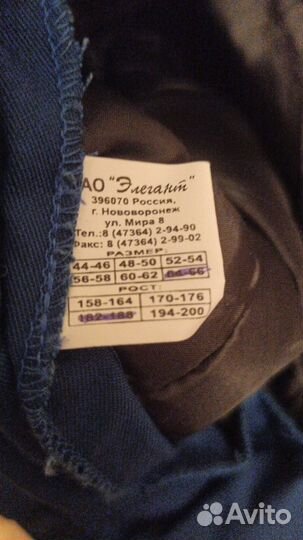 АО "Элегант"
396070 Россия,
г. Нововоронеж
ул. Мира 8
Тел.:8 (47364) 2-94-90
Факс: 8 (47364) 2-99-02
РАЗМЕР:
44-46 48-50 52-54
56-58 60-62 64-66
РОСТ:
158-164 170-176
182-188 194-200
Avito